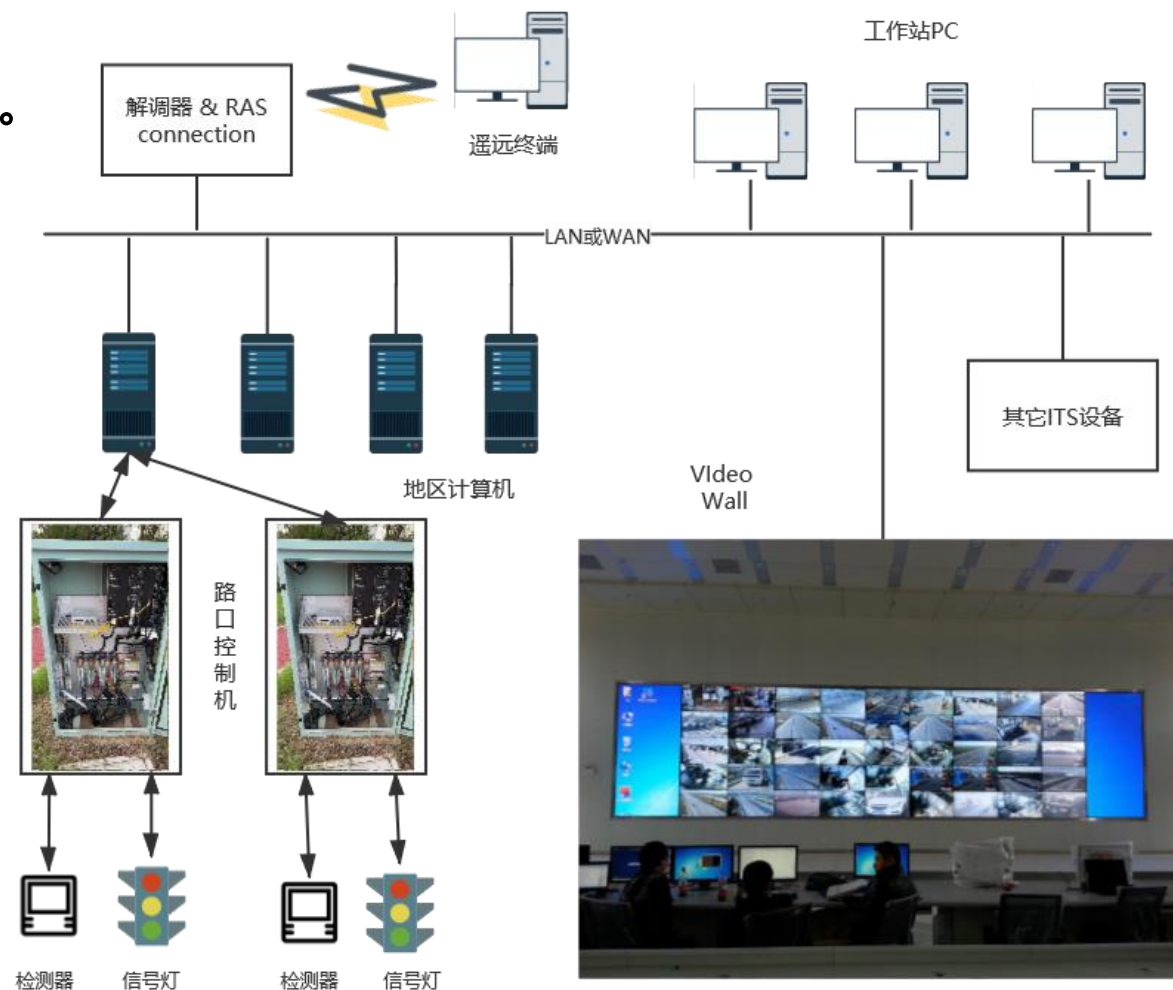 工作站PC
解调器 & RAS
connection
遥远终端
LAN或WAN
其它ITS设备
地区计算机
VIdeo
Wall
路
口
控
制
机
检测器
信号灯
检测器
信号灯